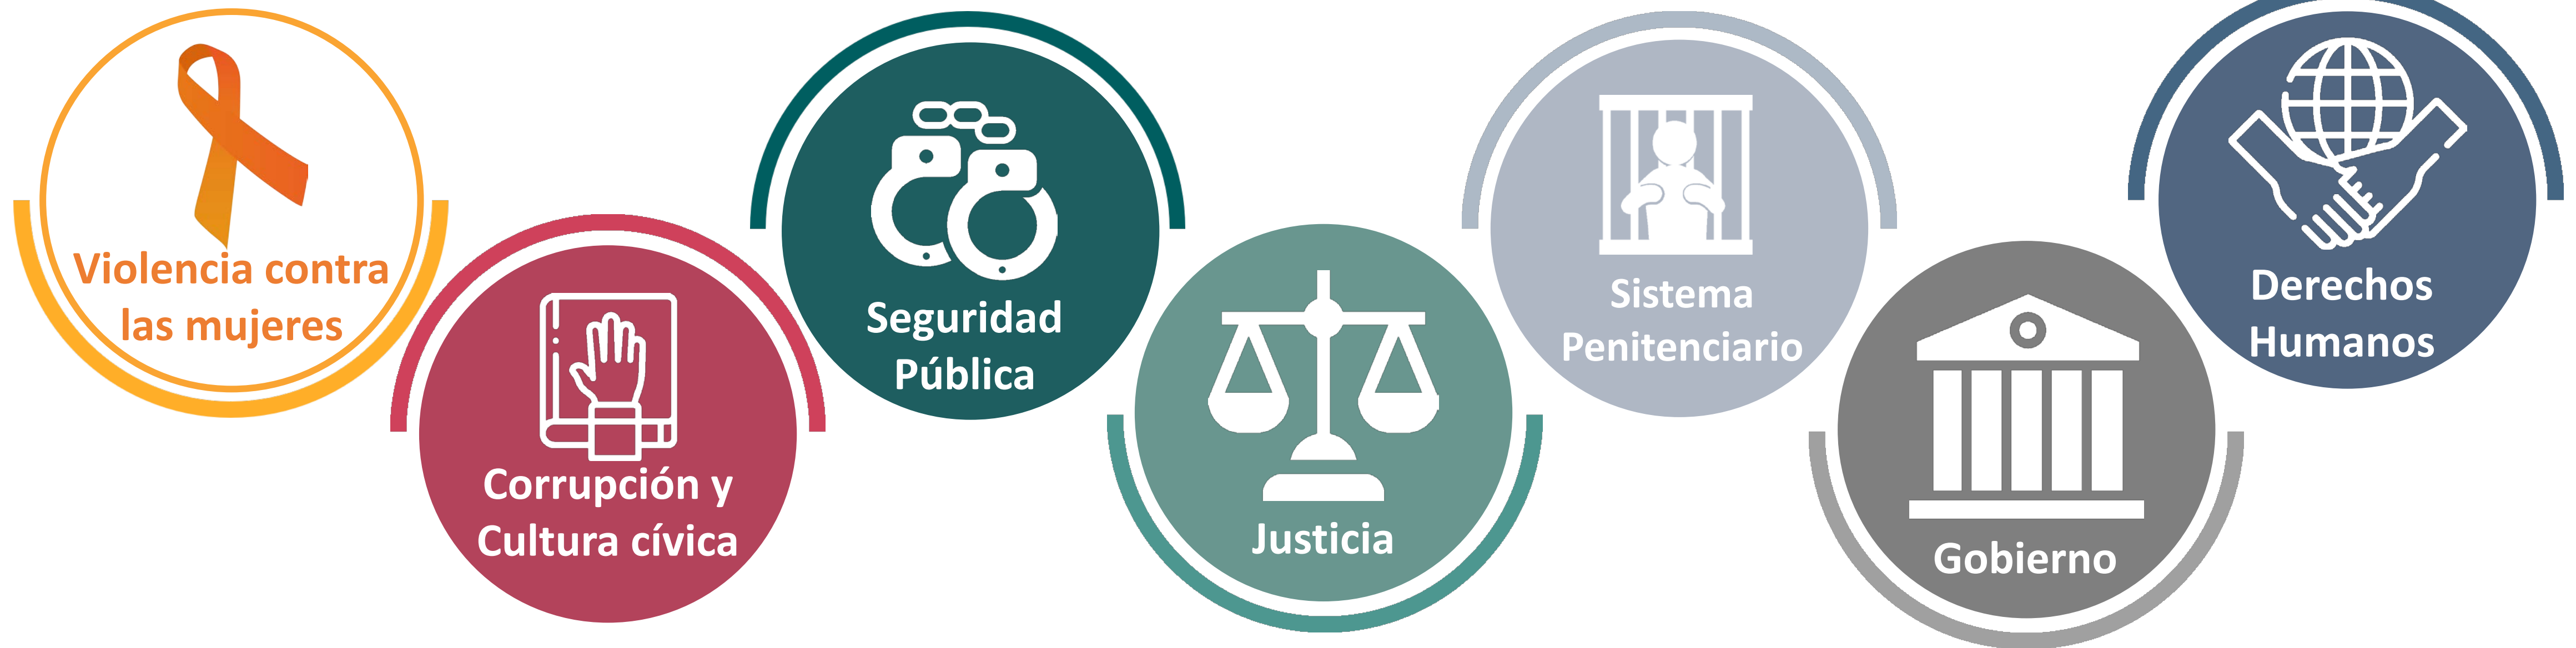 Violencia contra
las mujeres
Corrupción y
Cultura cívica
Seguridad
Pública
Justicia
Sistema
Penitenciario
Gobierno
Derechos
Humanos